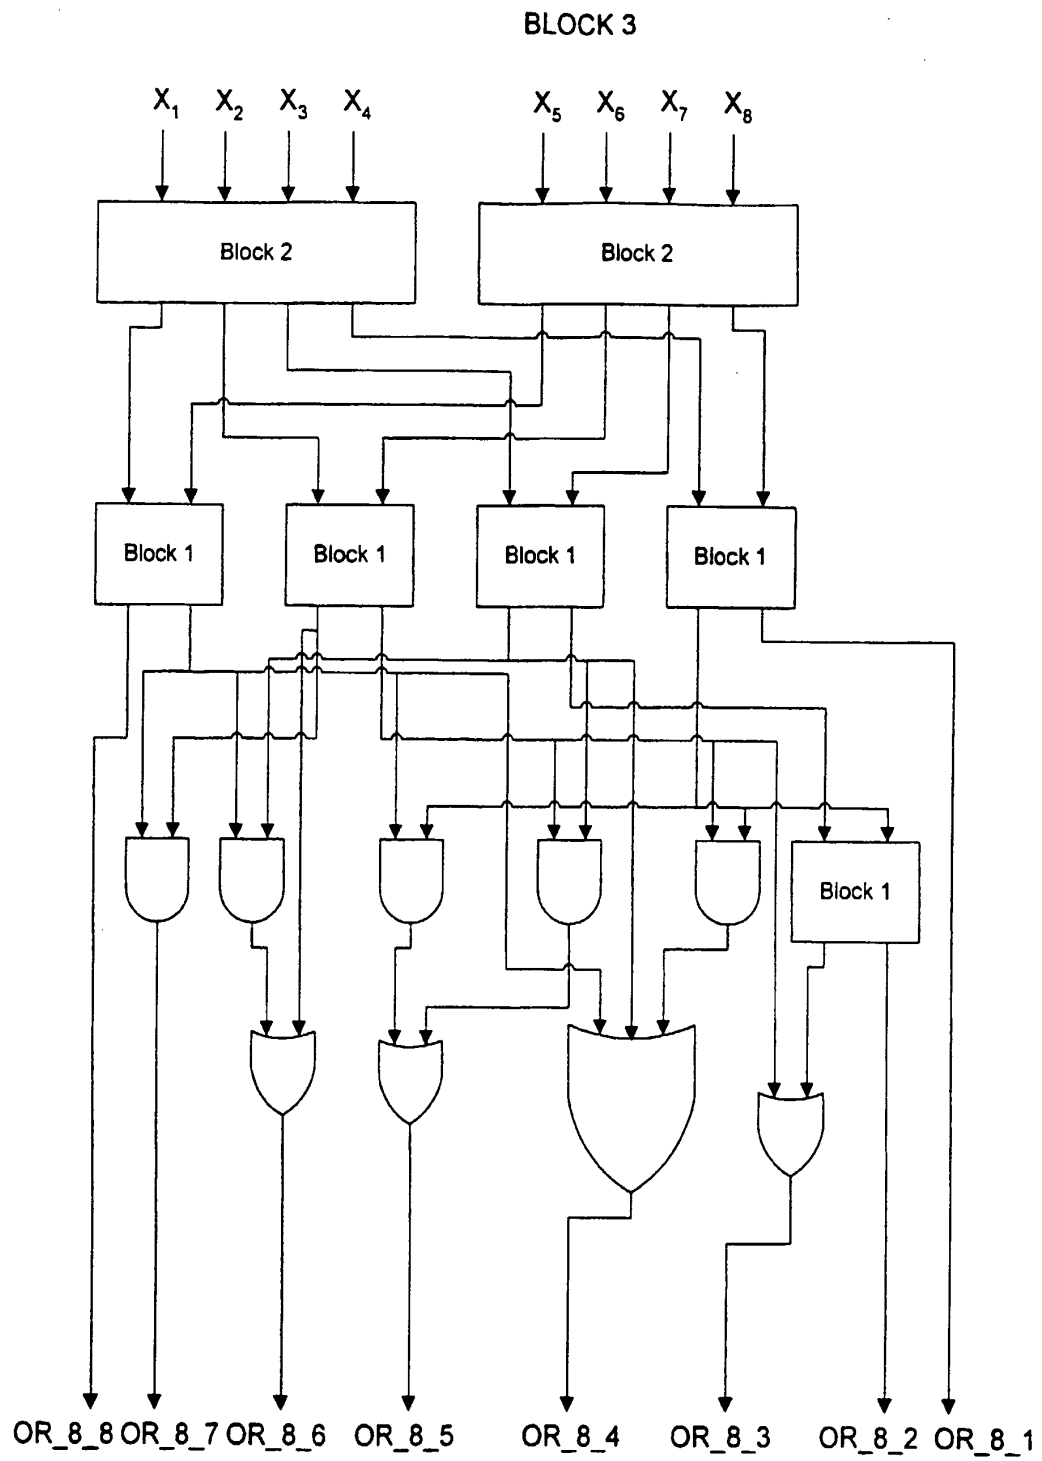 BLOCK 3
X₁ X₂ X₃ X₄ X₅ X₆ X₇ X₈
Block 2 Block 2
Block 1 Block 1 Block 1 Block 1
Block 1
OR_8_8 OR_8_7 OR_8_6 OR_8_5 OR_8_4 OR_8_3 OR_8_2 OR_8_1